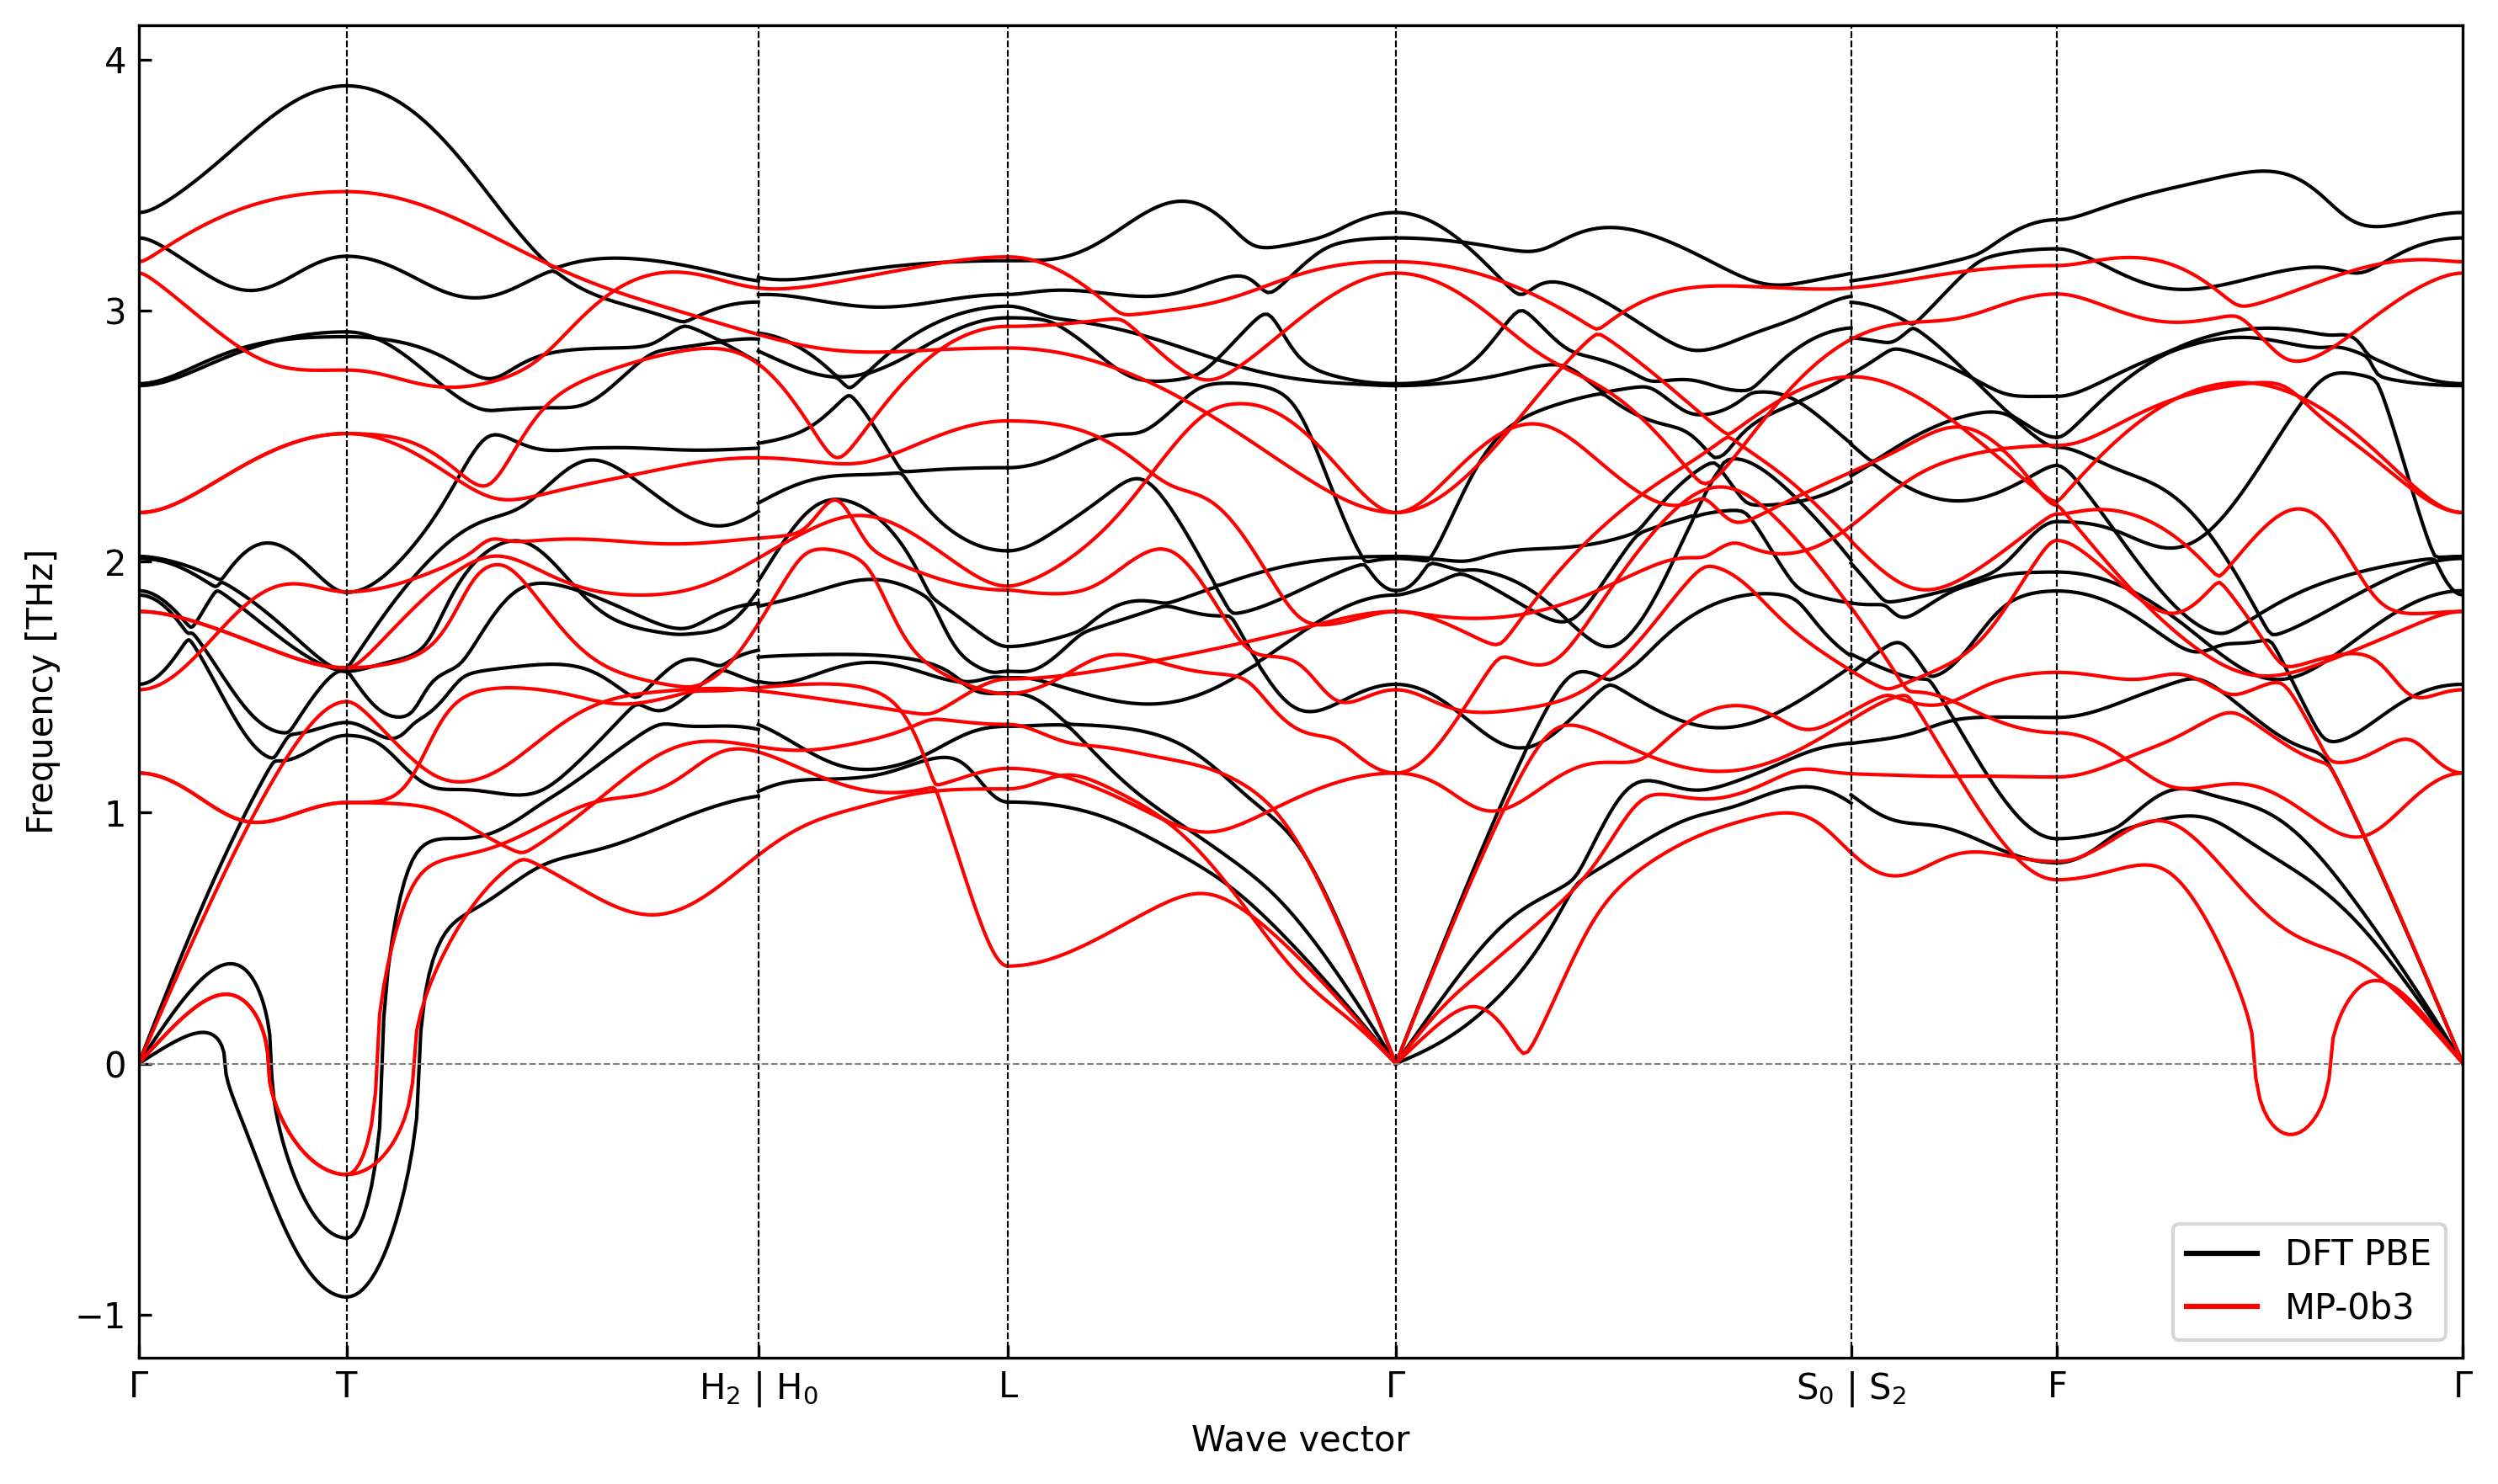 4
3
2
1
0
−1
Frequency [THz]
Γ T H₂ | H₀ L Γ S₀ | S₂ F Γ
Wave vector
DFT PBE
MP-0b3